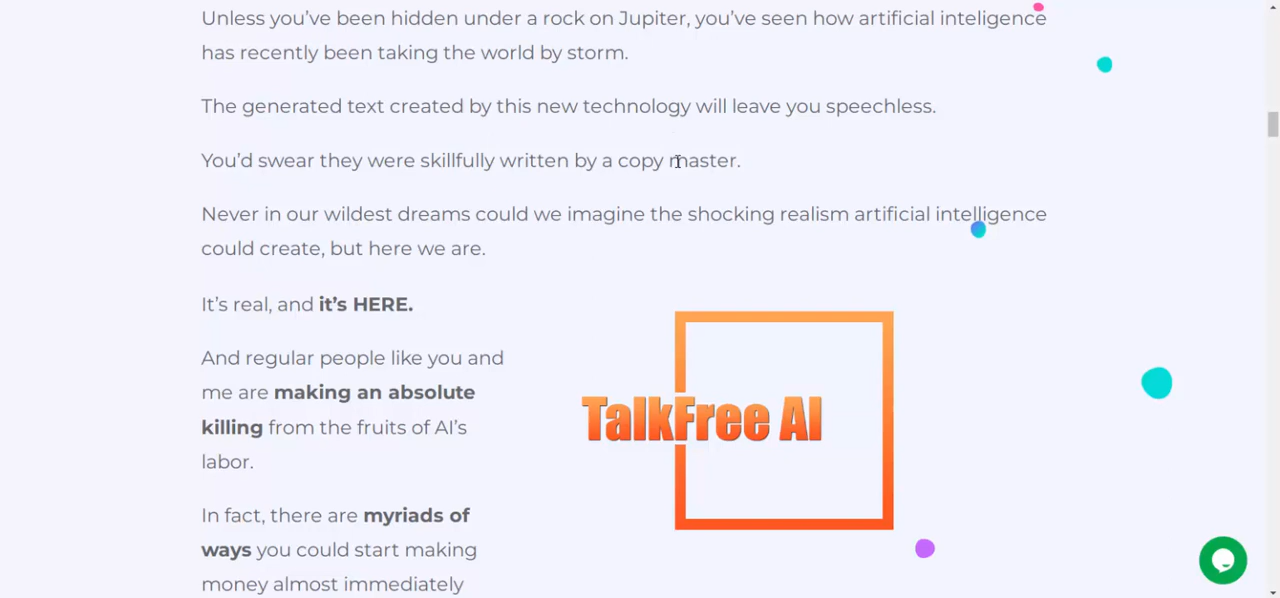 Unless you’ve been hidden under a rock on Jupiter, you’ve seen how artificial inteligence
has recently been taking the world by storm.
The generated text created by this new technology will leave you speechless.
You’d swear they were skillfully written by a copy master.
Never in our wildest dreams could we imagine the shocking realism artificial intelligence
could create, but here we are.
It’s real, and it’s HERE.
And regular people like you and
me are making an absolute
killing from the fruits of AI’s
labor.
In fact, there are myriads of
ways you could start making
money almost immediately
TalkFree AI